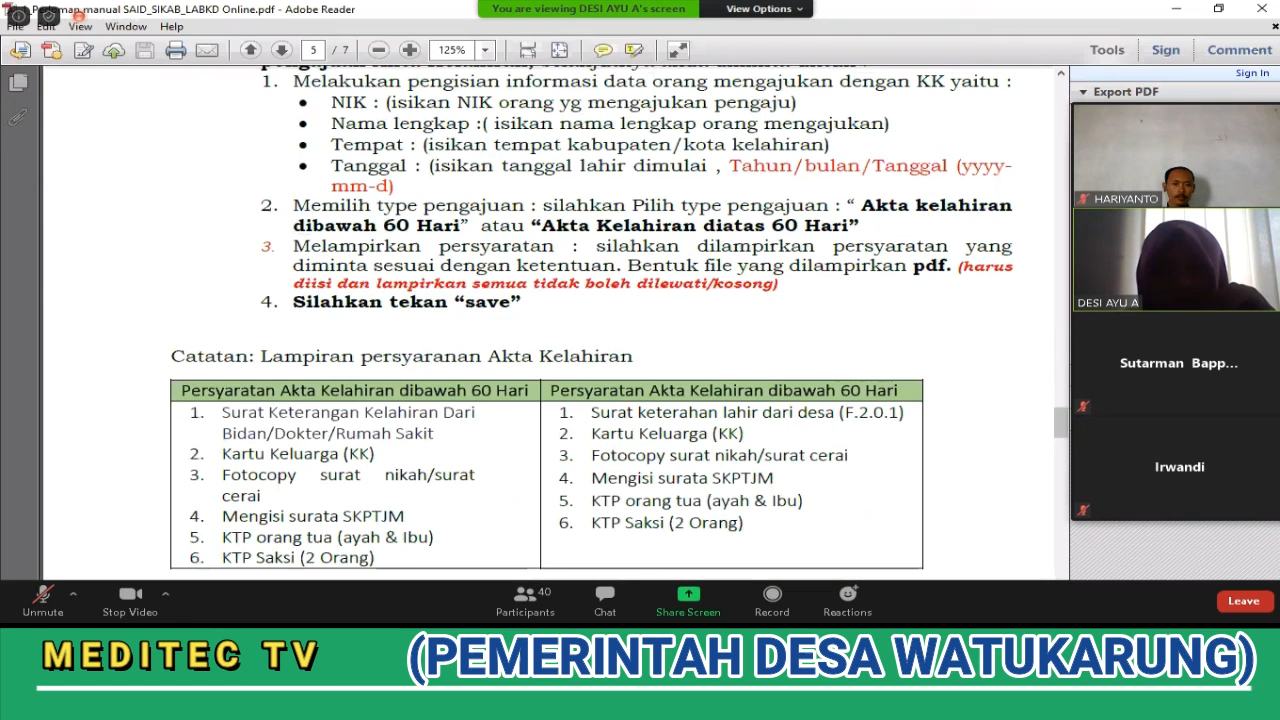 Pedoman manual SAID_SIKAB_LABKD Online.pdf - Adobe Reader
You are viewing DESI AYU A's screen
View Options
File Edit View Window Help
5 / 7
125%
Tools
Sign
Comment
Sign In
Export PDF
1. Melakukan pengisian informasi data orang mengajukan dengan KK yaitu :
• NIK : (isikan NIK orang yg mengajukan pengaju)
• Nama lengkap :( isikan nama lengkap orang mengajukan)
• Tempat : (isikan tempat kabupaten/kota kelahiran)
• Tanggal : (isikan tanggal lahir dimulai , Tahun/bulan/Tanggal (yyyy-
mm-d)
2. Memilih type pengajuan : silahkan Pilih type pengajuan : “ Akta kelahiran
dibawah 60 Hari” atau “Akta Kelahiran diatas 60 Hari”
3. Melampirkan persyaratan : silahkan dilampirkan persyaratan yang
diminta sesuai dengan ketentuan. Bentuk file yang dilampirkan pdf. (harus
diisi dan lampirkan semua tidak boleh dilewati/kosong)
4. Silahkan tekan “save”
Catatan: Lampiran persyaranan Akta Kelahiran
Persyaratan Akta Kelahiran dibawah 60 Hari
1. Surat Keterangan Kelahiran Dari
Bidan/Dokter/Rumah Sakit
2. Kartu Keluarga (KK)
3. Fotocopy surat nikah/surat
cerai
4. Mengisi surata SKPTJM
5. KTP orang tua (ayah & Ibu)
6. KTP Saksi (2 Orang)
Persyaratan Akta Kelahiran dibawah 60 Hari
1. Surat keterahan lahir dari desa (F.2.0.1)
2. Kartu Keluarga (KK)
3. Fotocopy surat nikah/surat cerai
4. Mengisi surata SKPTJM
5. KTP orang tua (ayah & Ibu)
6. KTP Saksi (2 Orang)
HARIYANTO
DESI AYU A
Sutarman Bapp...
Irwandi
Unmute
Stop Video
Participants
40
Chat
Share Screen
Record
Reactions
Leave
MEDITEC TV
(PEMERINTAH DESA WATUKARUNG)